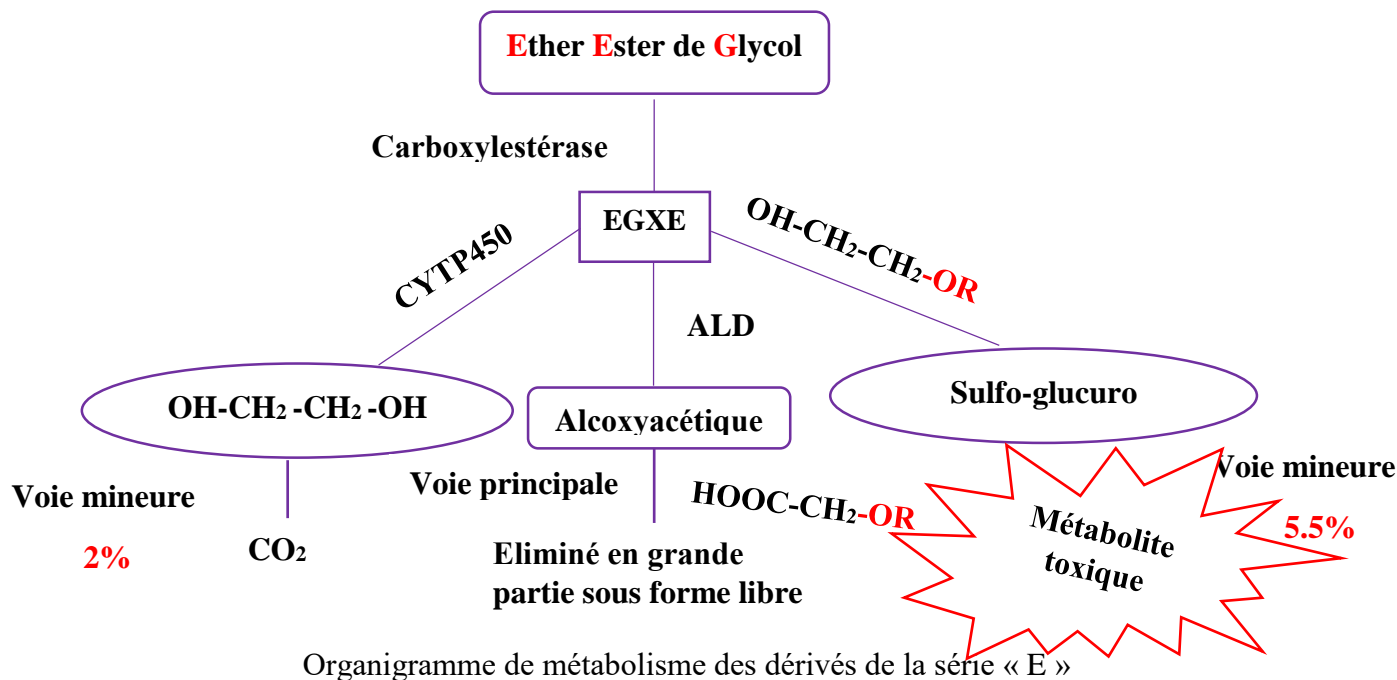 Ether Ester de Glycol
Carboxylestérase
EGXE
OH-CH₂-CH₂-OR
CYTP450
ALD
OH-CH₂ -CH₂ -OH
Alcoxyacétique
Sulfo-glucuro
Voie mineure
2%
CO₂
Voie principale
Eliminé en grande
partie sous forme libre
HOOC-CH₂-OR
Métabolite
toxique
Voie mineure
5.5%
Organigramme de métabolisme des dérivés de la série « E »